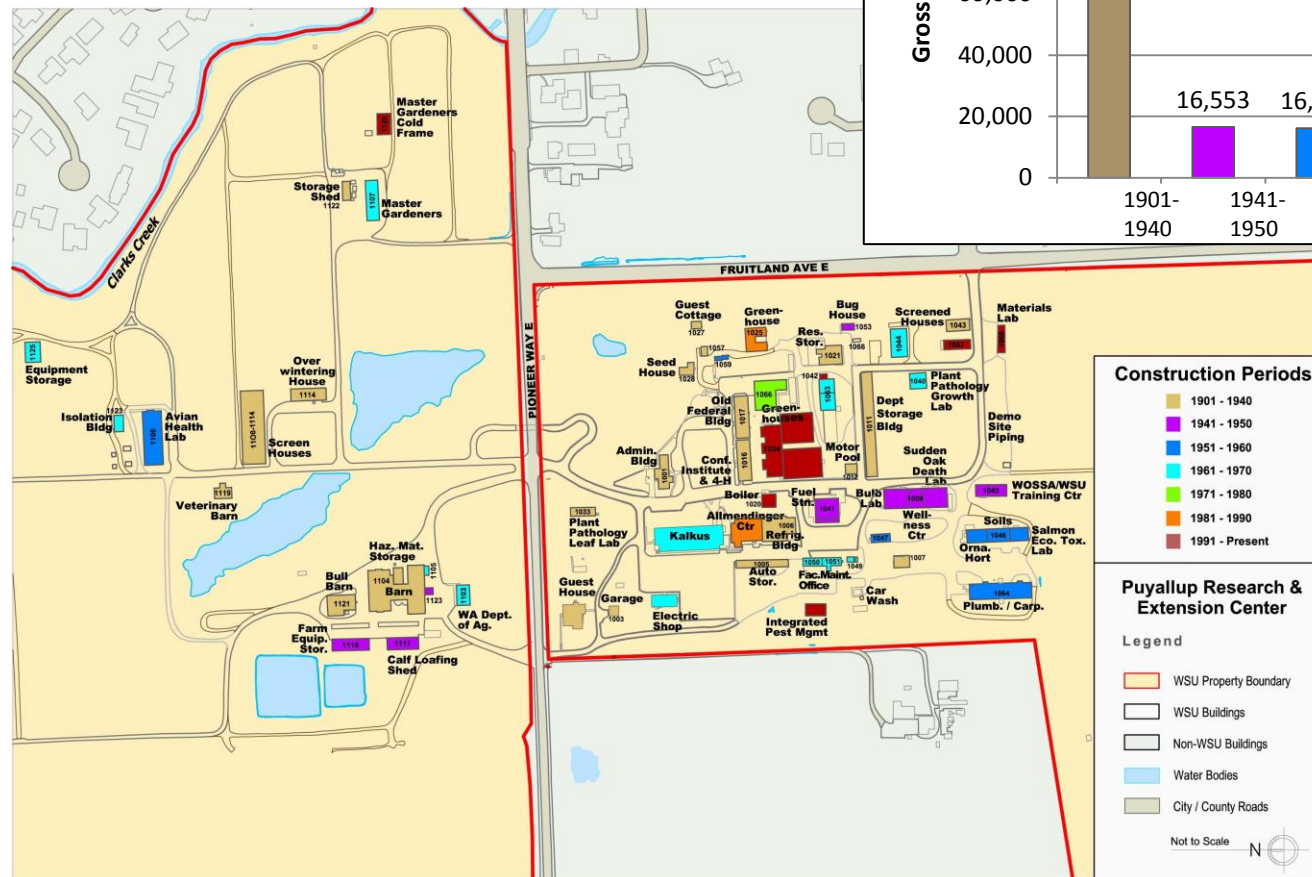 Gross
40,000
20,000
0
16,553
16,
1901-
1940
1941-
1950
Master
Gardeners
Cold
Frame
Storage
Shed
1122
1107
Master
Gardeners
Clarks Creek
PIONEER WAY E
FRUITLAND AVE E
1125
Equipment
Storage
Over
wintering
House
1114
1123
Isolation
Bldg
1106
Avian
Health
Lab
1108-1114
Screen
Houses
1119
Veterinary
Barn
Haz. Mat.
Storage
1105
Bull
Barn
1121
1104
Barn
1123
1103
WA Dept.
of Ag.
Farm
Equip.
Stor.
1117
Calf Loafing
Shed
Guest
Cottage
1027
Green-
house
1025
Bug
House
1053
Screened
Houses
1043
Materials
Lab
Res.
Stor.
1021
1066
1044
1057
1059
Seed
House
1028
1042
1063
1040
Plant
Pathology
Growth
Lab
1066
Old
Federal
Bldg
1017
Green-
houses
1034
1011
Dept
Storage
Bldg
Demo
Site
Piping
Admin.
Bldg
1001
Conf.
Institute
& 4-H
1016
Motor
Pool
Sudden
Oak
Death
Lab
Boiler
1020
Fuel
Stn.
1041
Bulb
Lab
1009
WOSSA/WSU
Training Ctr
1033
Plant
Pathology
Leaf Lab
Kalkus
Allmendinger
Ctr
1006
Refrig.
Bldg
Well-
ness
Ctr
1047
Soils
1046
Orna.
Hort
Salmon
Eco. Tox.
Lab
1005
Auto
Stor.
1050
1051
1049
Fac.Maint.
Office
1007
Guest
House
Garage
1003
Electric
Shop
Car
Wash
Integrated
Pest Mgmt
1064
Plumb. / Carp.
Construction Periods
1901 - 1940
1941 - 1950
1951 - 1960
1961 - 1970
1971 - 1980
1981 - 1990
1991 - Present
Puyallup Research &
Extension Center
Legend
WSU Property Boundary
WSU Buildings
Non-WSU Buildings
Water Bodies
City / County Roads
Not to Scale
N